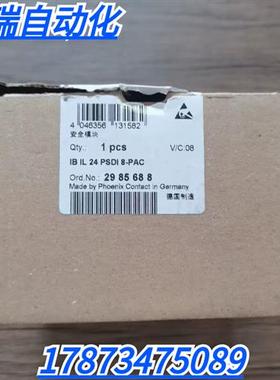 瑞自动化
4 046356 131582
安全模块
Qty.: 1 pcs V/C:08
IB IL 24 PSDI 8-PAC
Ord.No.: 29 85 68 8
Made by Phoenix Contact in Germany
德国制造
17873475089